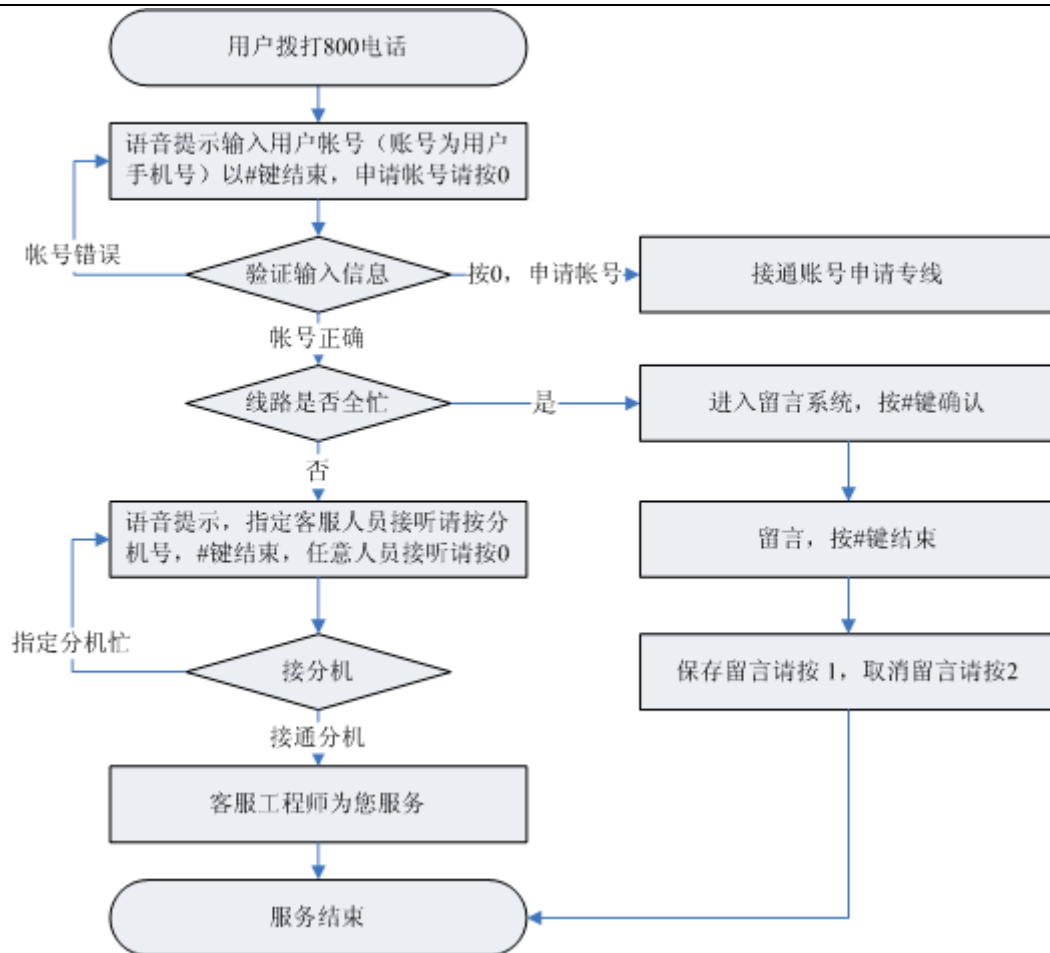 用户拨打800电话
语音提示输入用户帐号（账号为用户
手机号）以#键结束，申请帐号请按0
帐号错误
验证输入信息
按0，申请帐号
接通账号申请专线
帐号正确
线路是否全忙
是
进入留言系统，按#键确认
否
语音提示，指定客服人员接听请按分
机号，#键结束，任意人员接听请按0
留言，按#键结束
指定分机忙
接分机
保存留言请按 1，取消留言请按2
接通分机
客服工程师为您服务
服务结束